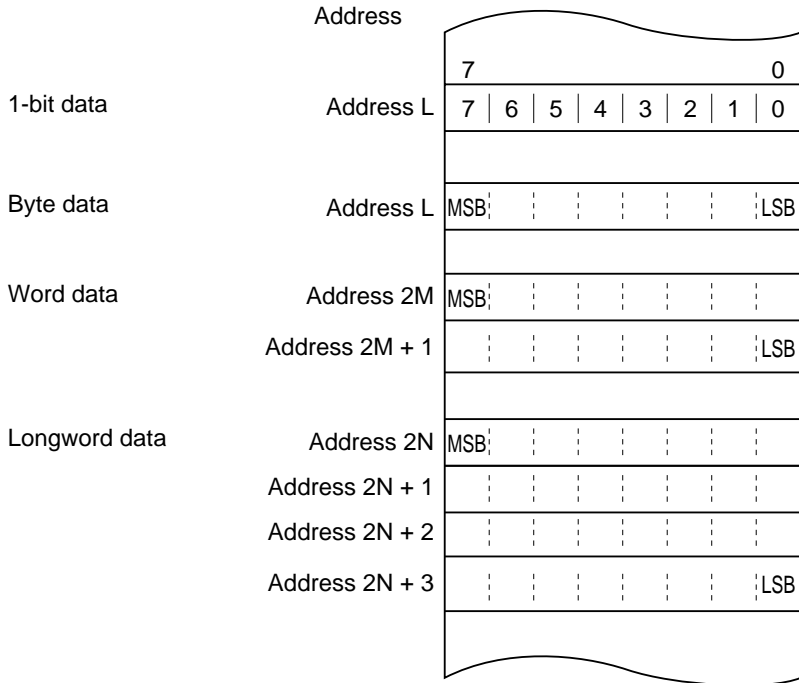 Address
7 0
1-bit data Address L 7 6 5 4 3 2 1 0
Byte data Address L MSB LSB
Word data Address 2M MSB
Address 2M + 1 LSB
Longword data Address 2N MSB
Address 2N + 1
Address 2N + 2
Address 2N + 3 LSB